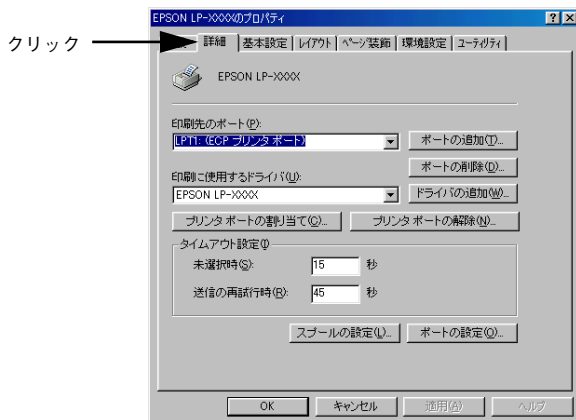 EPSON LP-XXXXのプロパティ
クリック
詳細 基本設定 レイアウト ページ装飾 環境設定 ユーティリティ
EPSON LP-XXXX
印刷先のポート(P):
LPT1: (ECP プリンタ ポート) ポートの追加(T)...
ポートの削除(D)...
印刷に使用するドライバ(U):
EPSON LP-XXXX ドライバの追加(W)...
プリンタ ポートの割り当て(C)... プリンタ ポートの解除(N)...
タイムアウト設定
未選択時(S): 15 秒
送信の再試行時(R): 45 秒
スプールの設定(L)... ポートの設定(O)...
OK キャンセル 適用(A) ヘルプ